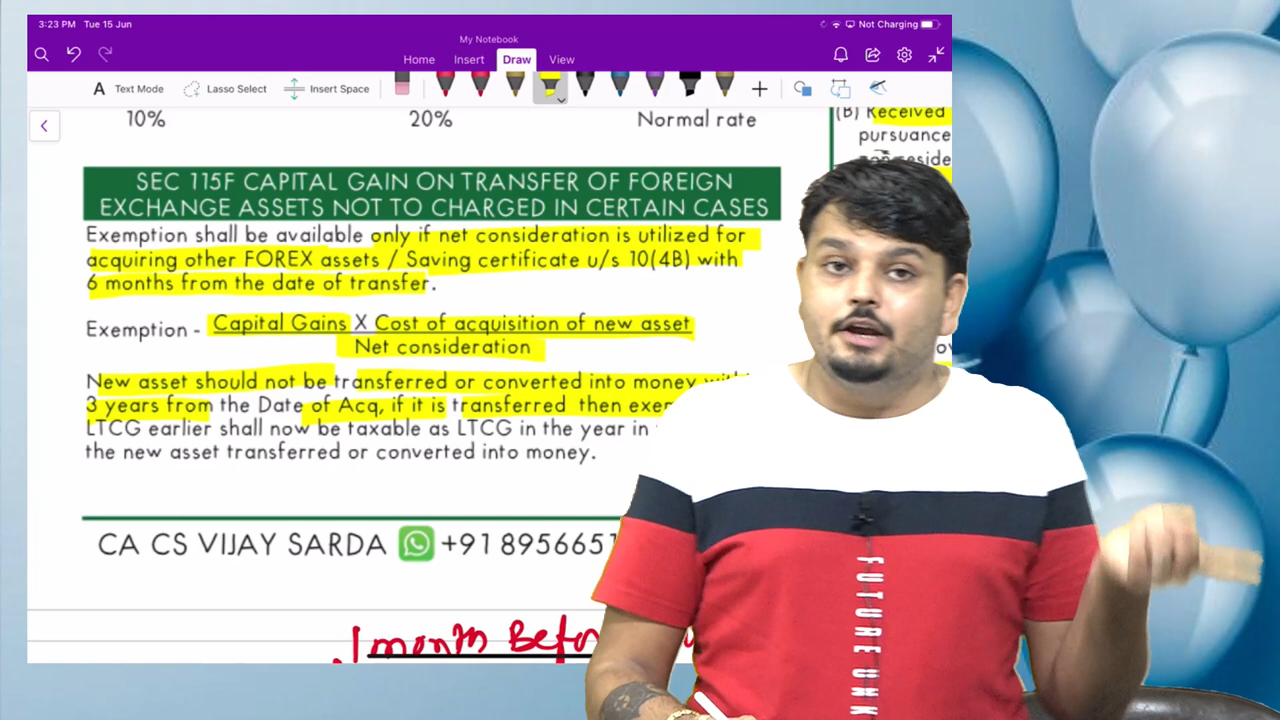 3:23 PM Tue 15 Jun
Not Charging
My Notebook
Home Insert Draw View
Text Mode Lasso Select Insert Space
10% 20% Normal rate
SEC 115F CAPITAL GAIN ON TRANSFER OF FOREIGN
EXCHANGE ASSETS NOT TO CHARGED IN CERTAIN CASES
Exemption shall be available only if net consideration is utilized for
acquiring other FOREX assets / Saving certificate u/s 10(4B) with
6 months from the date of transfer.
Exemption - Capital Gains X Cost of acquisition of new asset
Net consideration
New asset should not be transferred or converted into money
3 years from the Date of Acq, if it is transferred then
LTCG earlier shall now be taxable as LTCG in the year in
the new asset transferred or converted into money.
CA CS VIJAY SARDA +91 8956651
1 month
(B) Received
pursuance
FUTURE UNK